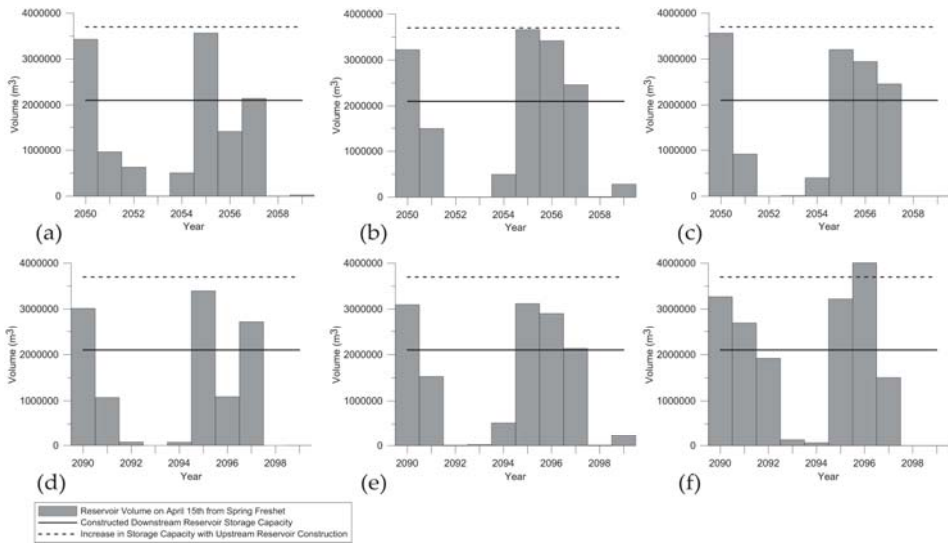 4000000
3000000
2000000
1000000
0
Volume (m³)
2050 2052 2054 2056 2058
Year
(a)
4000000
3000000
2000000
1000000
0
Volume (m³)
2050 2052 2054 2056 2058
Year
(b)
4000000
3000000
2000000
1000000
0
Volume (m³)
2050 2052 2054 2056 2058
Year
(c)
4000000
3000000
2000000
1000000
0
Volume (m³)
2090 2092 2094 2096 2098
Year
(d)
4000000
3000000
2000000
1000000
0
Volume (m³)
2090 2092 2094 2096 2098
Year
(e)
4000000
3000000
2000000
1000000
0
Volume (m³)
2090 2092 2094 2096 2098
Year
(f)
Reservoir Volume on April 15th from Spring Freshet
Constructed Downstream Reservoir Storage Capacity
Increase in Storage Capacity with Upstream Reservoir Construction